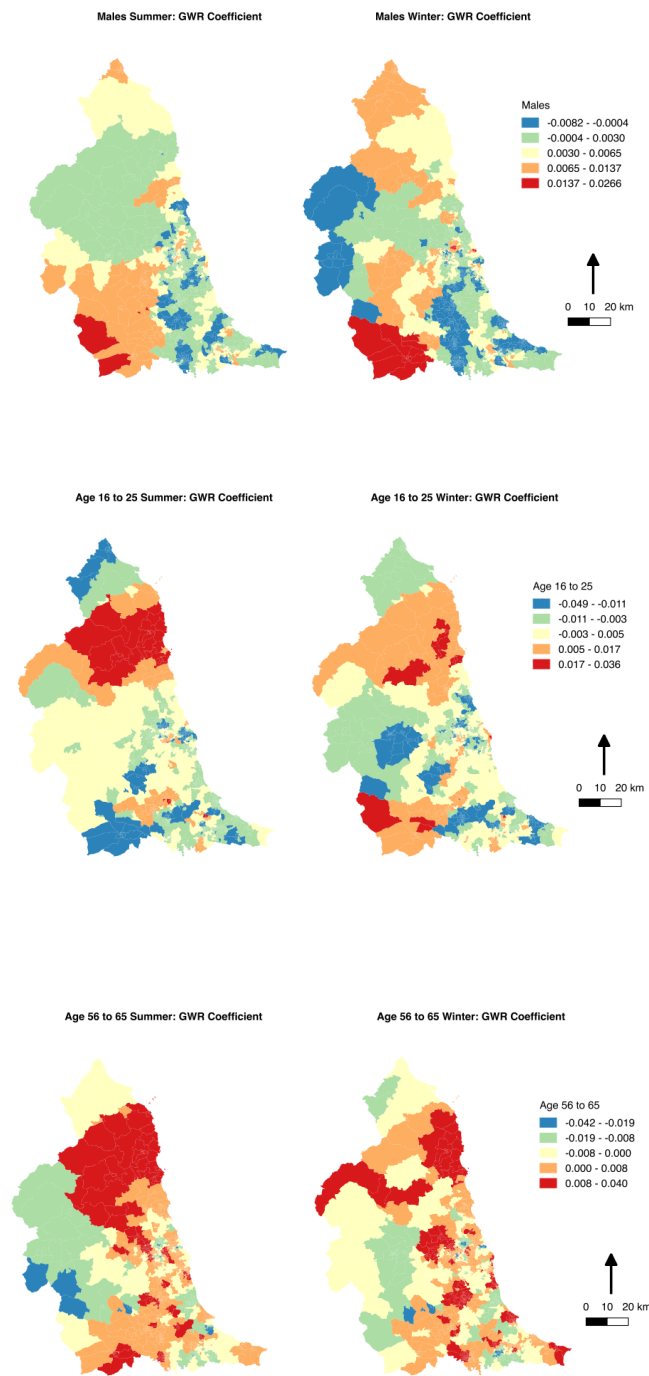 Males Summer: GWR Coefficient
Males Winter: GWR Coefficient
Males
-0.0082 - -0.0004
-0.0004 - 0.0030
0.0030 - 0.0065
0.0065 - 0.0137
0.0137 - 0.0266
0 10 20 km
Age 16 to 25 Summer: GWR Coefficient
Age 16 to 25 Winter: GWR Coefficient
Age 16 to 25
-0.049 - -0.011
-0.011 - -0.003
-0.003 - 0.005
0.005 - 0.017
0.017 - 0.036
0 10 20 km
Age 56 to 65 Summer: GWR Coefficient
Age 56 to 65 Winter: GWR Coefficient
Age 56 to 65
-0.042 - -0.019
-0.019 - -0.008
-0.008 - 0.000
0.000 - 0.008
0.008 - 0.040
0 10 20 km